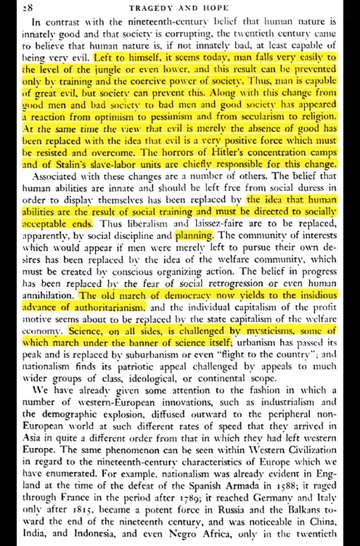 28 TRAGEDY AND HOPE
In contrast with the nineteenth-century belief that human nature is
innately good and that society is corrupting, the twentieth century came
to believe that human nature is, if not innately bad, at least capable of
being very evil. Left to himself, it seems today, man falls very easily to
the level of the jungle or even lower, and this result can be prevented
only by training and the coercive power of society. Thus, man is capable
of great evil, but society can prevent this. Along with this change from
good men and bad society to bad men and good society has appeared
a reaction from optimism to pessimism and from secularism to religion.
At the same time the view that evil is merely the absence of good has
been replaced with the idea that evil is a very positive force which must
be resisted and overcome. The horrors of Hitler's concentration camps
and of Stalin's slave-labor units are chiefly responsible for this change.
Associated with these changes are a number of others. The belief that
human abilities are innate and should be left free from social duress in
order to display themselves has been replaced by the idea that human
abilities are the result of social training and must be directed to socially
acceptable ends. Thus liberalism and laissez-faire are to be replaced,
apparently, by social discipline and planning. The community of interests
which would appear if men were merely left to pursue their own de-
sires has been replaced by the idea of the welfare community, which
must be created by conscious organizing action. The belief in progress
has been replaced by the fear of social retrogression or even human
annihilation. The old march of democracy now yields to the insidious
advance of authoritarianism, and the individual capitalism of the profit
motive seems about to be replaced by the state capitalism of the welfare
economy. Science, on all sides, is challenged by mysticisms, some of
which march under the banner of science itself; urbanism has passed its
peak and is replaced by suburbanism or even "flight to the country"; and
nationalism finds its patriotic appeal challenged by appeals to much
wider groups of class, ideological, or continental scope.
We have already given some attention to the fashion in which a
number of western-European innovations, such as industrialism and
the demographic explosion, diffused outward to the peripheral non-
European world at such different rates of speed that they arrived in
Asia in quite a different order from that in which they had left western
Europe. The same phenomenon can be seen within Western Civilization
in regard to the nineteenth-century characteristics of Europe which we
have enumerated. For example, nationalism was already evident in Eng-
land at the time of the defeat of the Spanish Armada in 1588; it raged
through France in the period after 1789; it reached Germany and Italy
only after 1815, became a potent force in Russia and the Balkans to-
ward the end of the nineteenth century, and was noticeable in China,
India, and Indonesia, and even Negro Africa, only in the twentieth